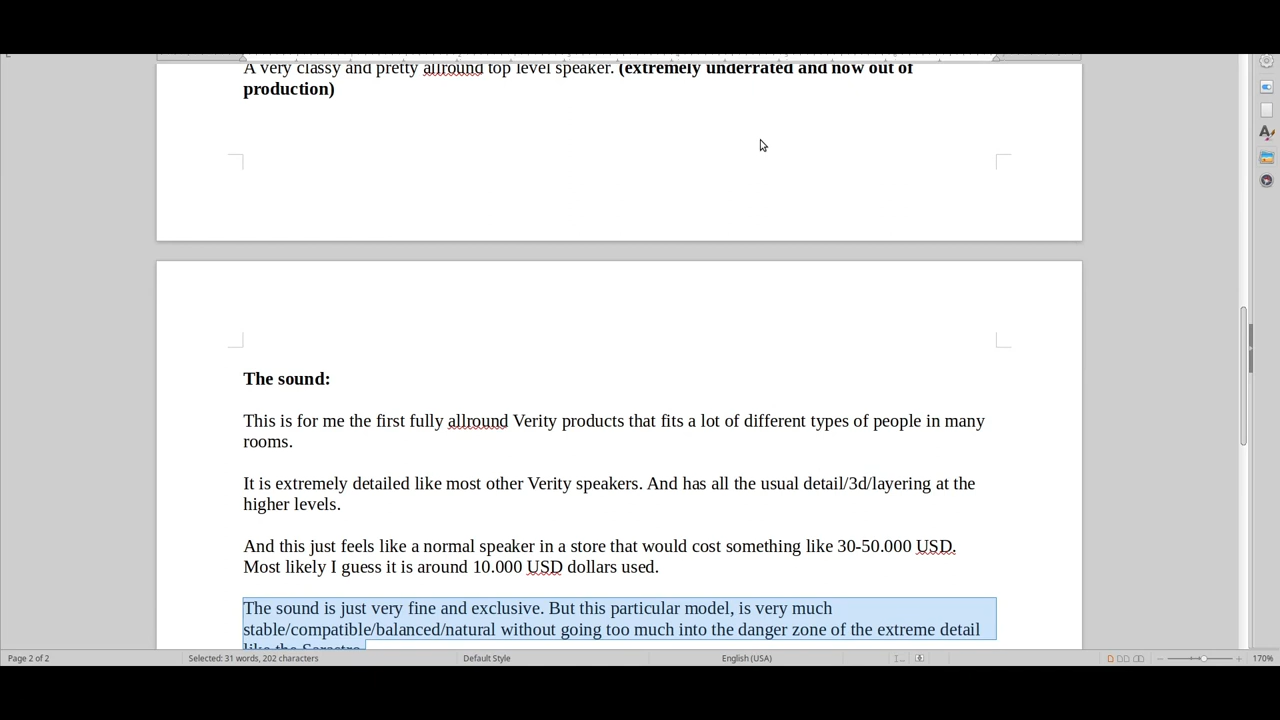 A very classy and pretty allround top level speaker. (extremely underrated and now out of
production)
The sound:
This is for me the first fully allround Verity products that fits a lot of different types of people in many
rooms.
It is extremely detailed like most other Verity speakers. And has all the usual detail/3d/layering at the
higher levels.
And this just feels like a normal speaker in a store that would cost something like 30-50.000 USD.
Most likely I guess it is around 10.000 USD dollars used.
The sound is just very fine and exclusive. But this particular model, is very much
stable/compatible/balanced/natural without going too much into the danger zone of the extreme detail
like the Sarastro.
Page 2 of 2
Selected: 31 words, 202 characters
Default Style
English (USA)
170%